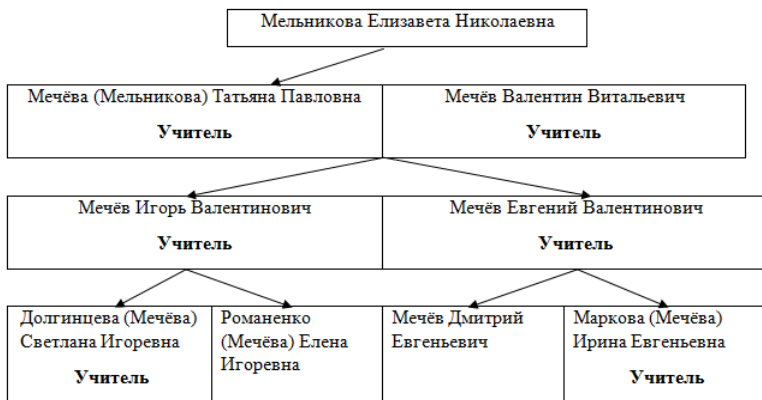 Мельникова Елизавета Николаевна
Мечёва (Мельникова) Татьяна Павловна
Учитель
Мечёв Валентин Витальевич
Учитель
Мечёв Игорь Валентинович
Учитель
Мечёв Евгений Валентинович
Учитель
Долгинцева (Мечёва)
Светлана Игоревна
Учитель
Романенко
(Мечёва) Елена
Игоревна
Мечёв Дмитрий
Евгеньевич
Маркова (Мечёва)
Ирина Евгеньевна
Учитель